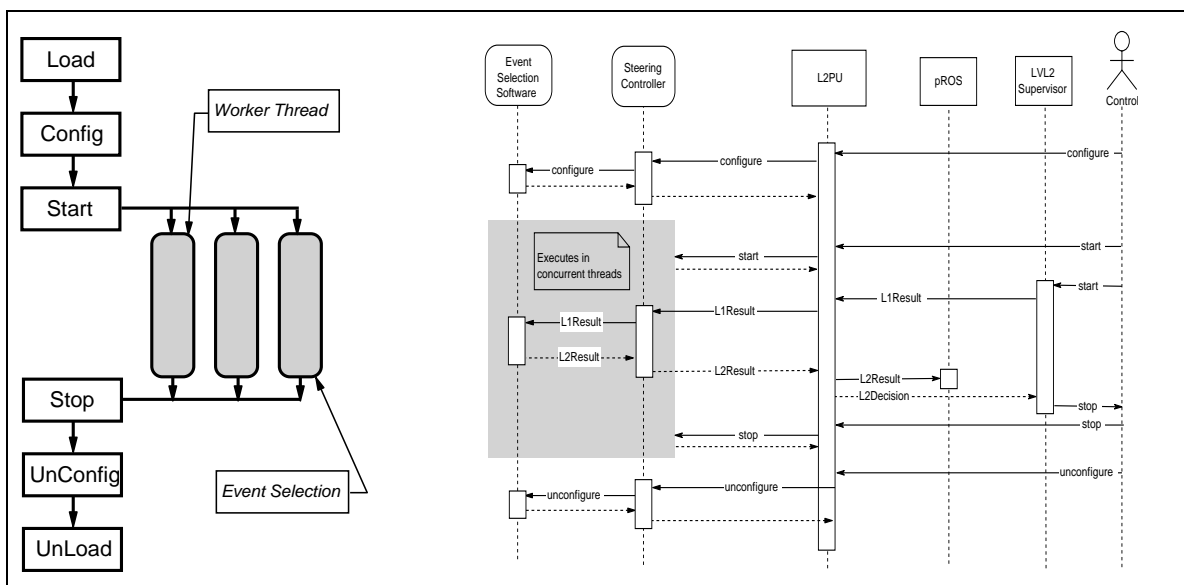 Load
Config
Start
Worker Thread
Stop
UnConfig
UnLoad
Event Selection
Event
Selection
Software
Steering
Controller
L2PU
pROS
LVL2
Supervisor
Control
configure
configure
configure
Executes in
concurrent threads
start
start
start
L1Result
L1Result
L1Result
L2Result
L2Result
L2Result
L2Decision
stop
stop
stop
unconfigure
unconfigure
unconfigure